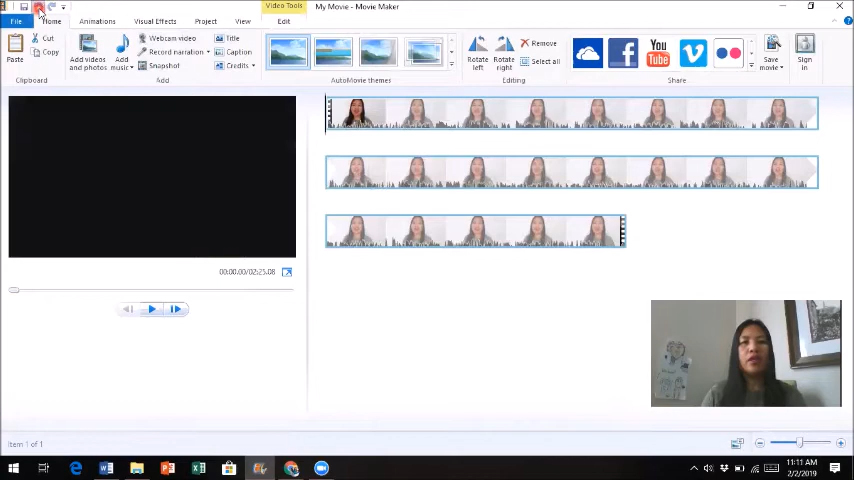 Video Tools
My Movie - Movie Maker
File
Home
Animations
Visual Effects
Project
View
Edit
Paste
Cut
Copy
Clipboard
Add videos
and photos
Add
music
Webcam video
Record narration
Snapshot
Title
Caption
Credits
Add
AutoMovie themes
Rotate
left
Rotate
right
Remove
Select all
Editing
You
Tube
Share
Save
movie
Sign
in
00:00.00/02:25.08
Item 1 of 1
11:11 AM
2/2/2019